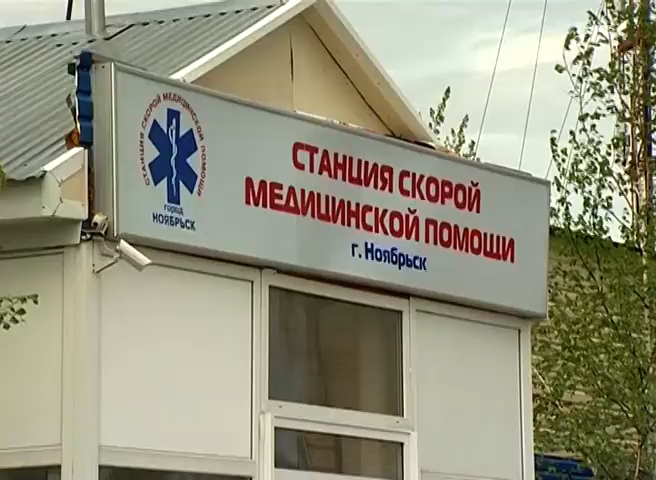 СТАНЦИЯ СКОРОЙ МЕДИЦИНСКОЙ ПОМОЩИ
город
НОЯБРЬСК
СТАНЦИЯ СКОРОЙ
МЕДИЦИНСКОЙ ПОМОЩИ
г. Ноябрьск